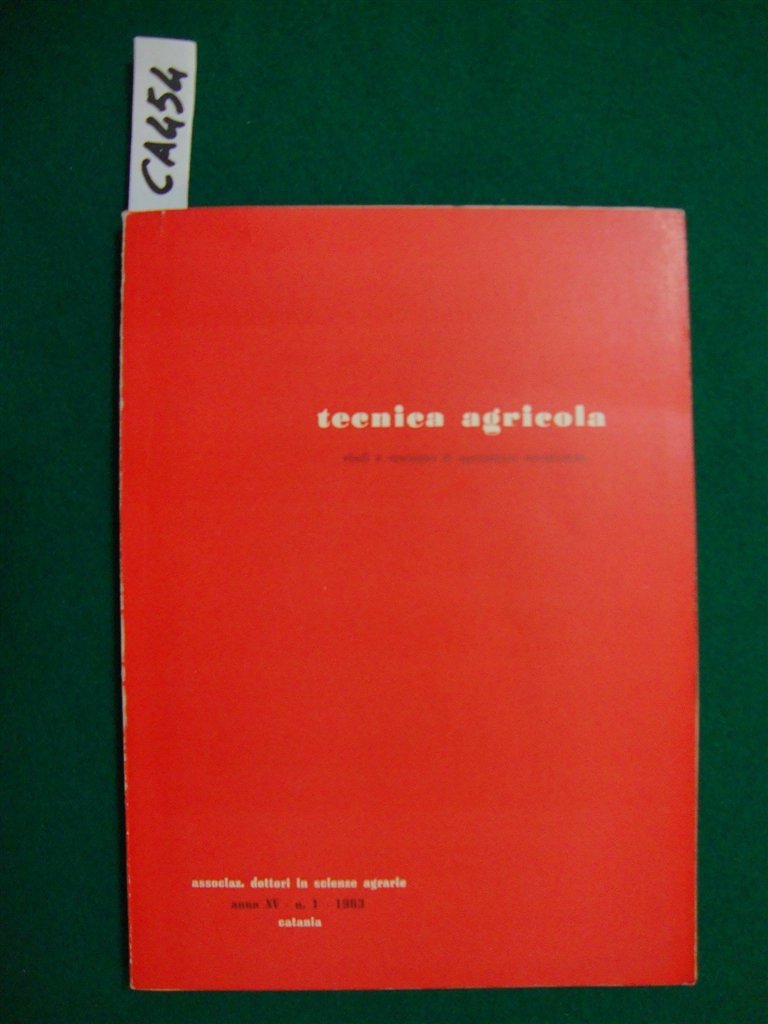 CA454
tecnica agricola
associaz. dottori in scienze agrarie
anno XV - n. 1 - 1963
catania